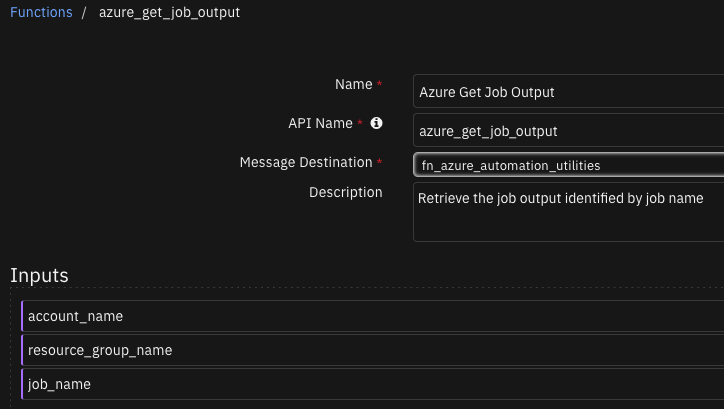 Functions / azure_get_job_output
Name * Azure Get Job Output
API Name * azure_get_job_output
Message Destination * fn_azure_automation_utilities
Description Retrieve the job output identified by job name
Inputs
account_name
resource_group_name
job_name